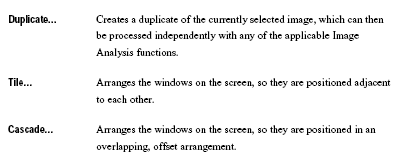 Duplicate... Creates a duplicate of the currently selected image, which can then
be processed independently with any of the applicable Image
Analysis functions.
Tile... Arranges the windows on the screen, so they are positioned adjacent
to each other.
Cascade... Arranges the windows on the screen, so they are positioned in an
overlapping, offset arrangement.